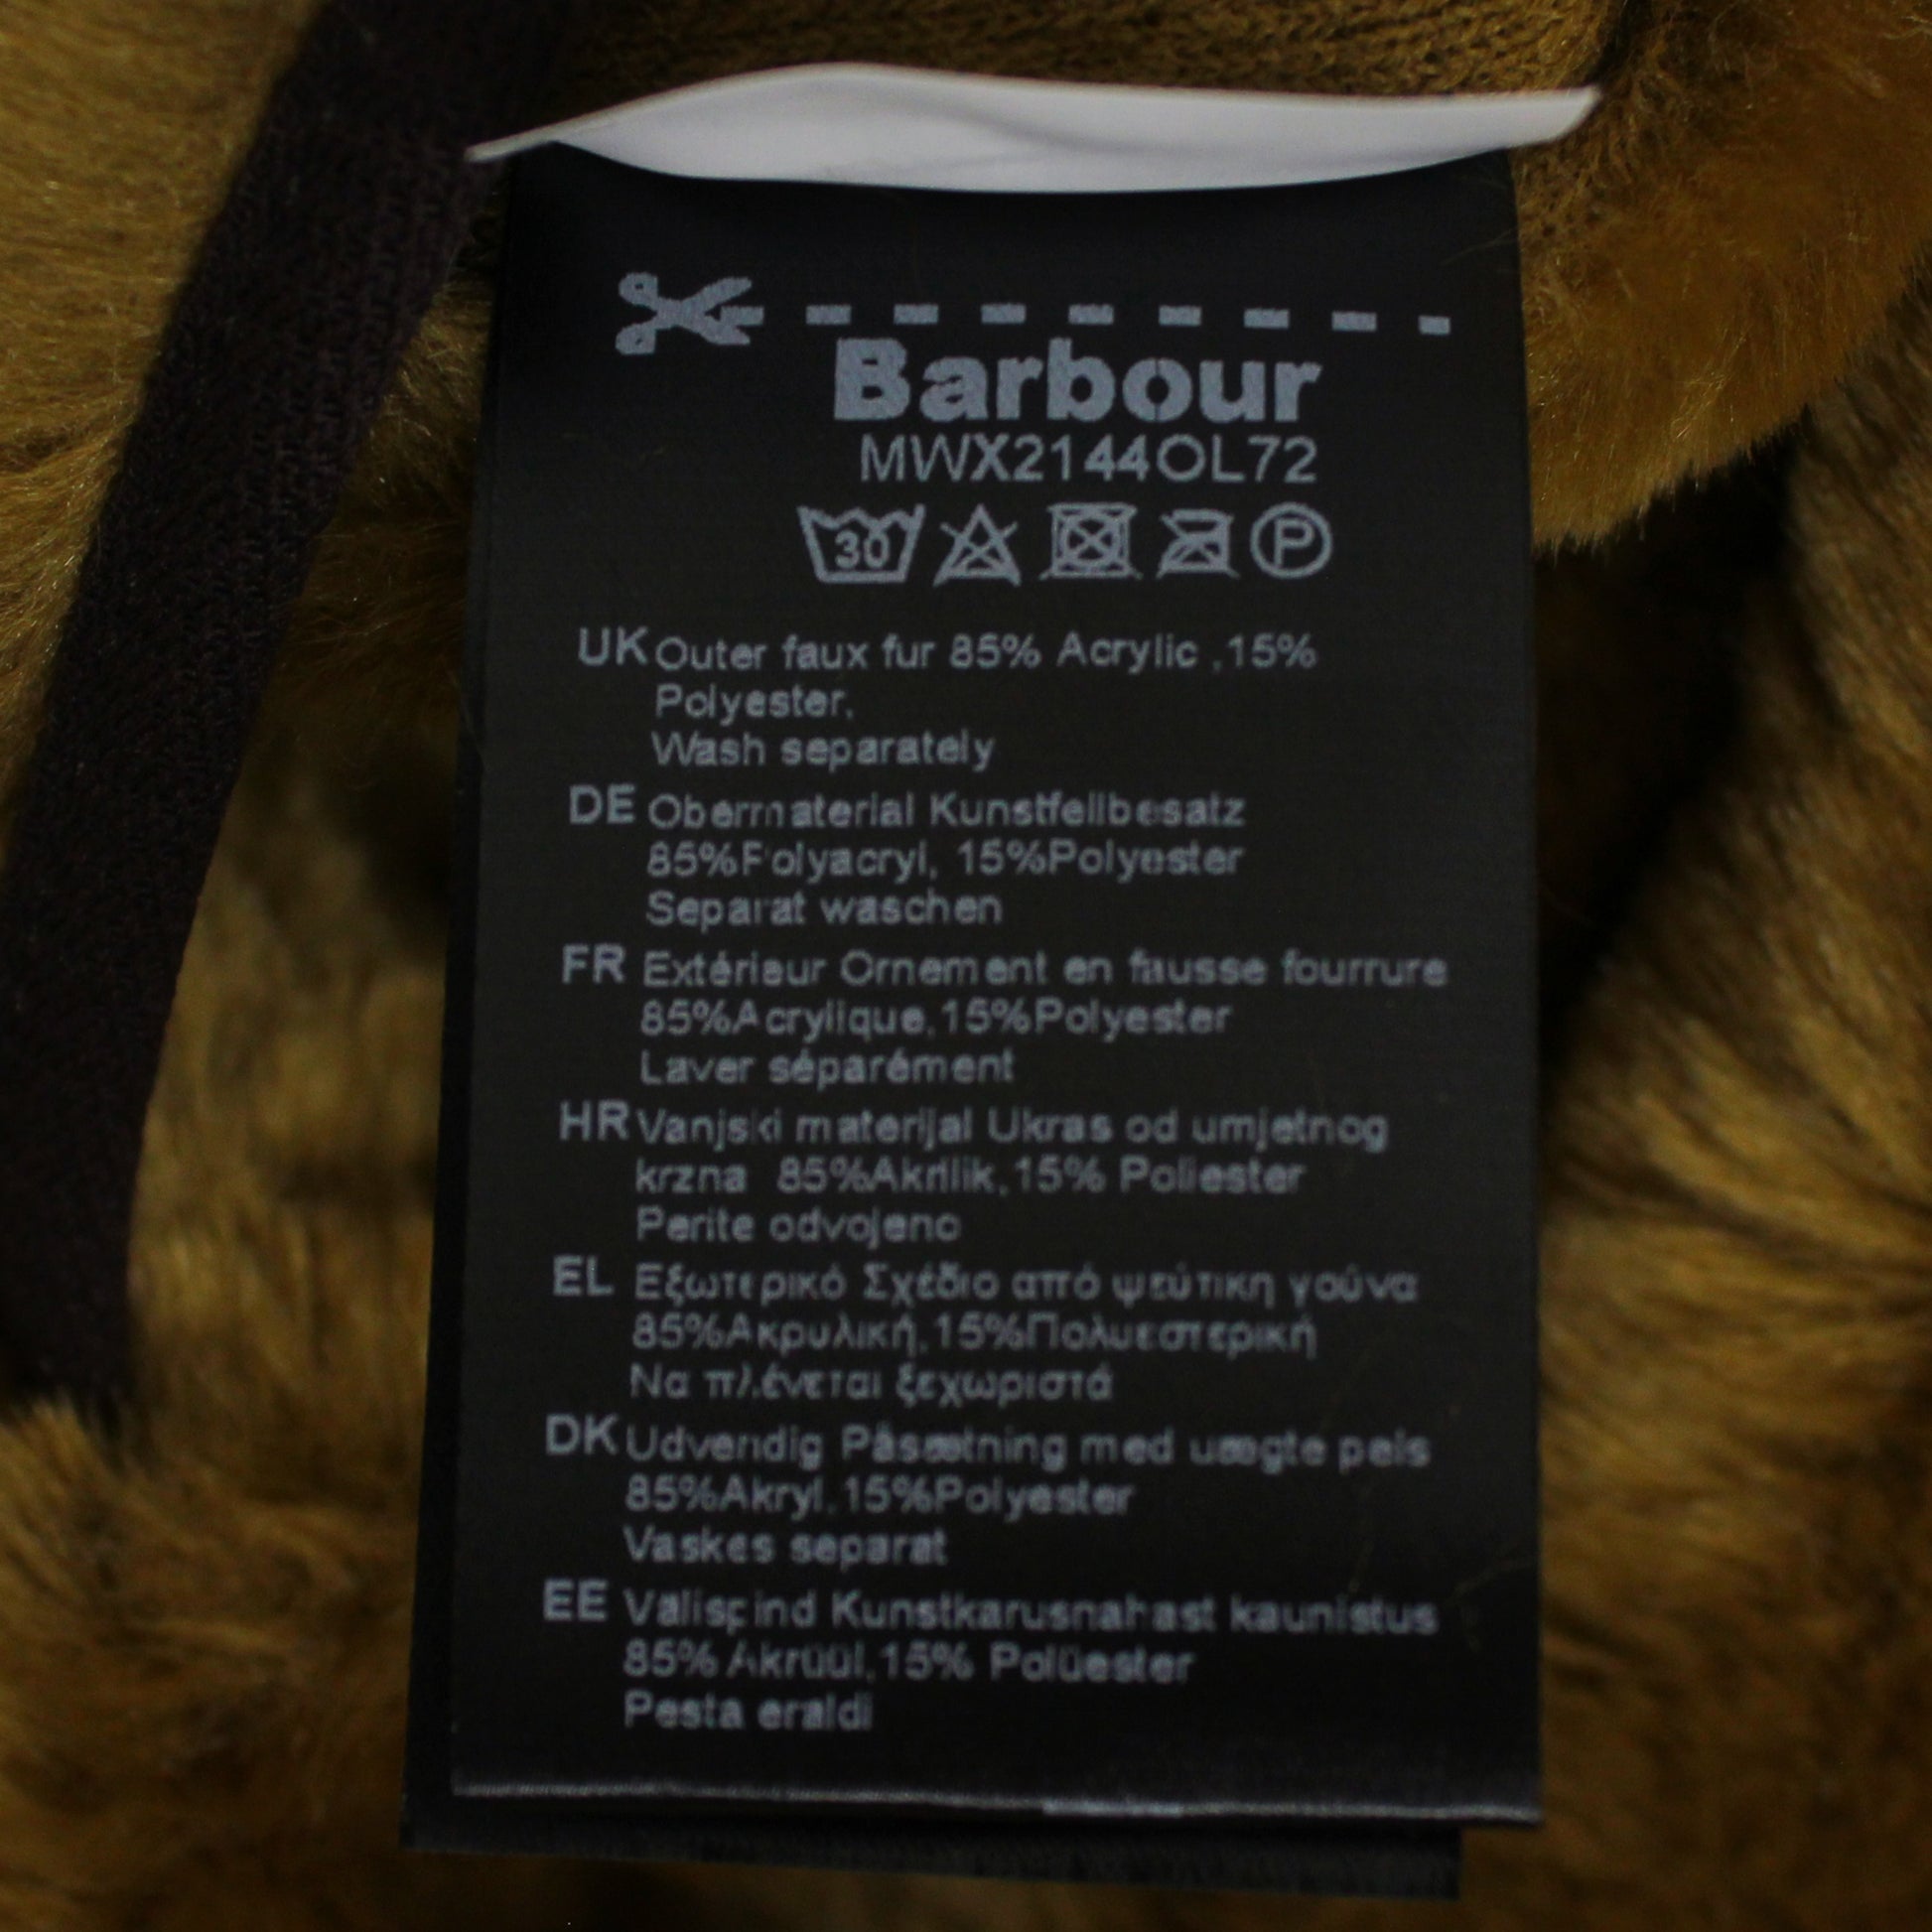 Barbour
MWX2144OL72
30
P
UK Outer faux fur 85% Acrylic ,15%
Polyester.
Wash separately
DE Obermaterial Kunstfellbesatz
85%Polyacryl, 15%Polyester
Separat waschen
FR Extérieur Ornement en fausse fourrure
85%Acrylique,15%Polyester
Laver séparément
HR Vanjski materijal Ukras od umjetnog
krzna 85%Akrilik,15% Poliester
Perite odvojeno
EL Εξωτερικό Σχέδιο από ψεύτικη γούνα
85%Ακρυλική,15%Πολυεστερική
Να πλένεται ξεχωριστά
DK Udvendig Påsætning med uægte pels
85%Akryl,15%Polyester
Vaskes separat
EE Välispind Kunstkarusnahast kaunistus
85% Akrüül,15% Polüester
Pesta eraldi